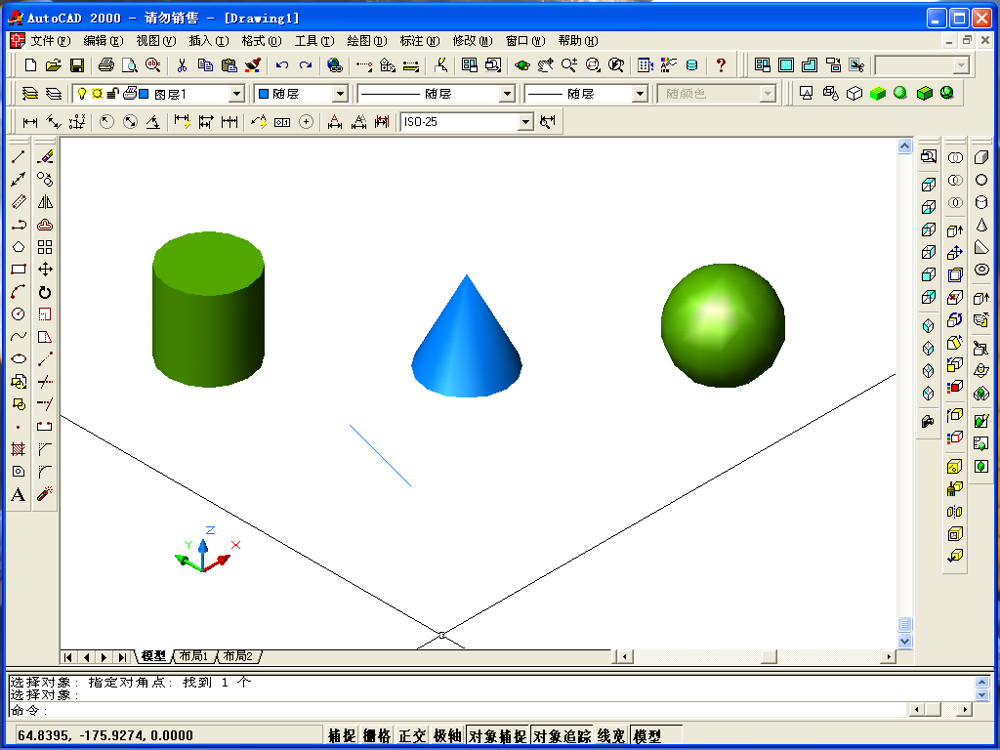 AutoCAD 2000 - 请勿销售 - [Drawing1]
文件(F) 编辑(E) 视图(V) 插入(I) 格式(O) 工具(T) 绘图(D) 标注(N) 修改(M) 窗口(W) 帮助(H)
图层1 随层 随层 随层 随颜色
ISO-25
Z
Y X
模型 布局1 布局2
选择对象: 指定对角点: 找到 1 个
选择对象:
命令:
64.8395, -175.9274, 0.0000 捕捉 栅格 正交 极轴 对象捕捉 对象追踪 线宽 模型